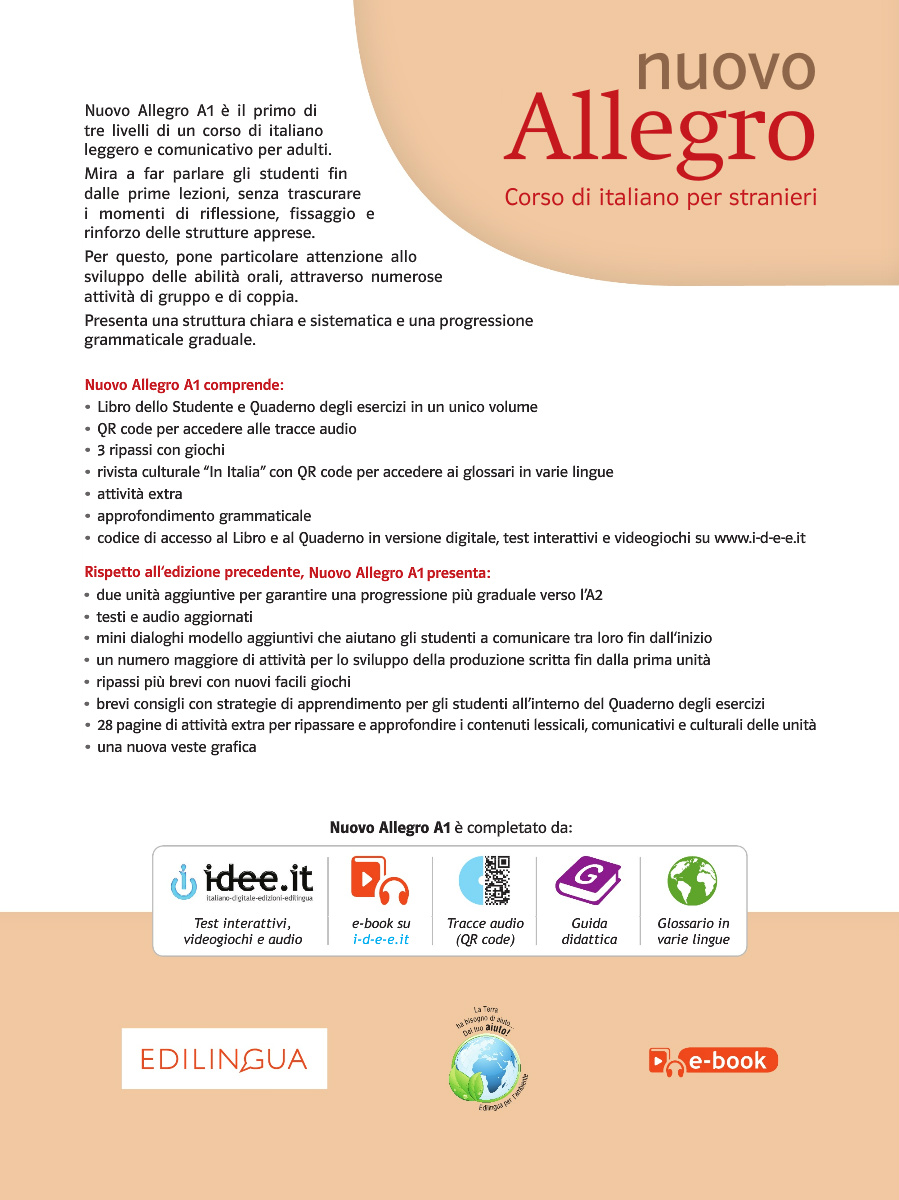 nuovo
Allegro
Corso di italiano per stranieri
Nuovo Allegro A1 è il primo di
tre livelli di un corso di italiano
leggero e comunicativo per adulti.
Mira a far parlare gli studenti fin
dalle prime lezioni, senza trascurare
i momenti di riflessione, fissaggio e
rinforzo delle strutture apprese.
Per questo, pone particolare attenzione allo
sviluppo delle abilità orali, attraverso numerose
attività di gruppo e di coppia.
Presenta una struttura chiara e sistematica e una progressione
grammaticale graduale.
Nuovo Allegro A1 comprende:
• Libro dello Studente e Quaderno degli esercizi in un unico volume
• QR code per accedere alle tracce audio
• 3 ripassi con giochi
• rivista culturale “In Italia” con QR code per accedere ai glossari in varie lingue
• attività extra
• approfondimento grammaticale
• codice di accesso al Libro e al Quaderno in versione digitale, test interattivi e videogiochi su www.i-d-e-e.it
Rispetto all'edizione precedente, Nuovo Allegro A1 presenta:
• due unità aggiuntive per garantire una progressione più graduale verso l'A2
• testi e audio aggiornati
• mini dialoghi modello aggiuntivi che aiutano gli studenti a comunicare tra loro fin dall'inizio
• un numero maggiore di attività per lo sviluppo della produzione scritta fin dalla prima unità
• ripassi più brevi con nuovi facili giochi
• brevi consigli con strategie di apprendimento per gli studenti all'interno del Quaderno degli esercizi
• 28 pagine di attività extra per ripassare e approfondire i contenuti lessicali, comunicativi e culturali delle unità
• una nuova veste grafica
Nuovo Allegro A1 è completato da:
i-d-e-e.it
italiano-digitale-edizioni-edilingua
Test interattivi,
videogiochi e audio
e-book su
i-d-e-e.it
Tracce audio
(QR code)
G
Guida
didattica
Glossario in
varie lingue
EDILINGUA
La Terra
ha bisogno di aiuto...
Dai tuo aiuto!
Edilingua per l'ambiente
e-book